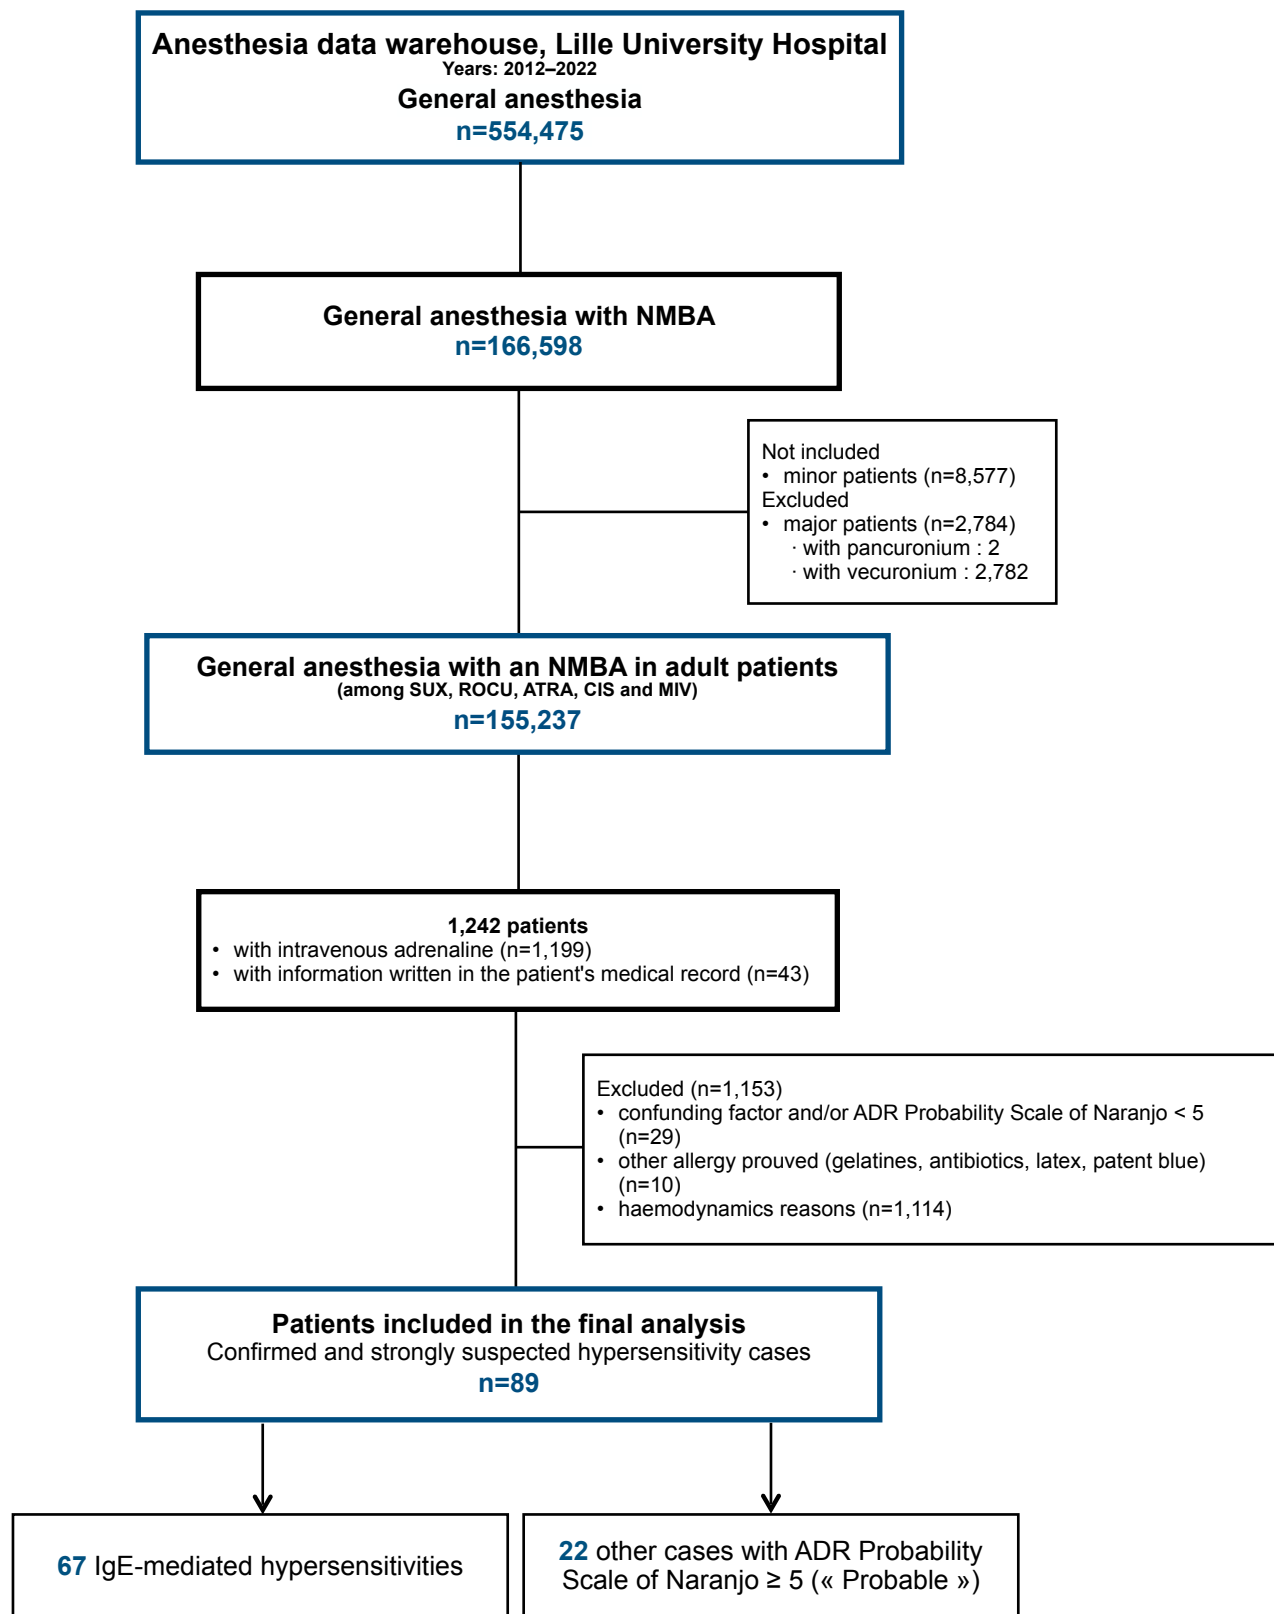 Anesthesia data warehouse, Lille University Hospital
Years: 2012–2022
General anesthesia
n=554,475
General anesthesia with NMBA
n=166,598
Not included
• minor patients (n=8,577)
Excluded
• major patients (n=2,784)
· with pancuronium : 2
· with vecuronium : 2,782
General anesthesia with an NMBA in adult patients
(among SUX, ROCU, ATRA, CIS and MIV)
n=155,237
1,242 patients
• with intravenous adrenaline (n=1,199)
• with information written in the patient's medical record (n=43)
Excluded (n=1,153)
• confunding factor and/or ADR Probability Scale of Naranjo < 5
(n=29)
• other allergy prouved (gelatines, antibiotics, latex, patent blue)
(n=10)
• haemodynamics reasons (n=1,114)
Patients included in the final analysis
Confirmed and strongly suspected hypersensitivity cases
n=89
67 IgE-mediated hypersensitivities
22 other cases with ADR Probability
Scale of Naranjo ≥ 5 (« Probable »)